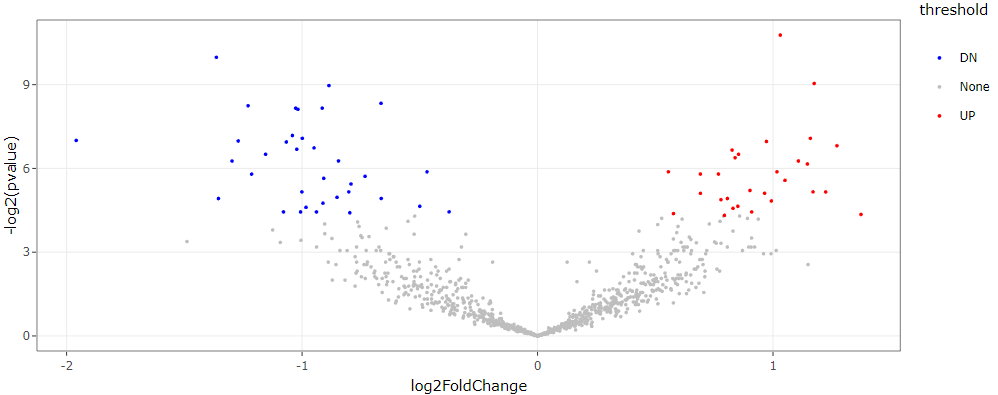 threshold
DN
None
UP
-log2(pvalue)
9
6
3
0
-2
-1
0
1
log2FoldChange